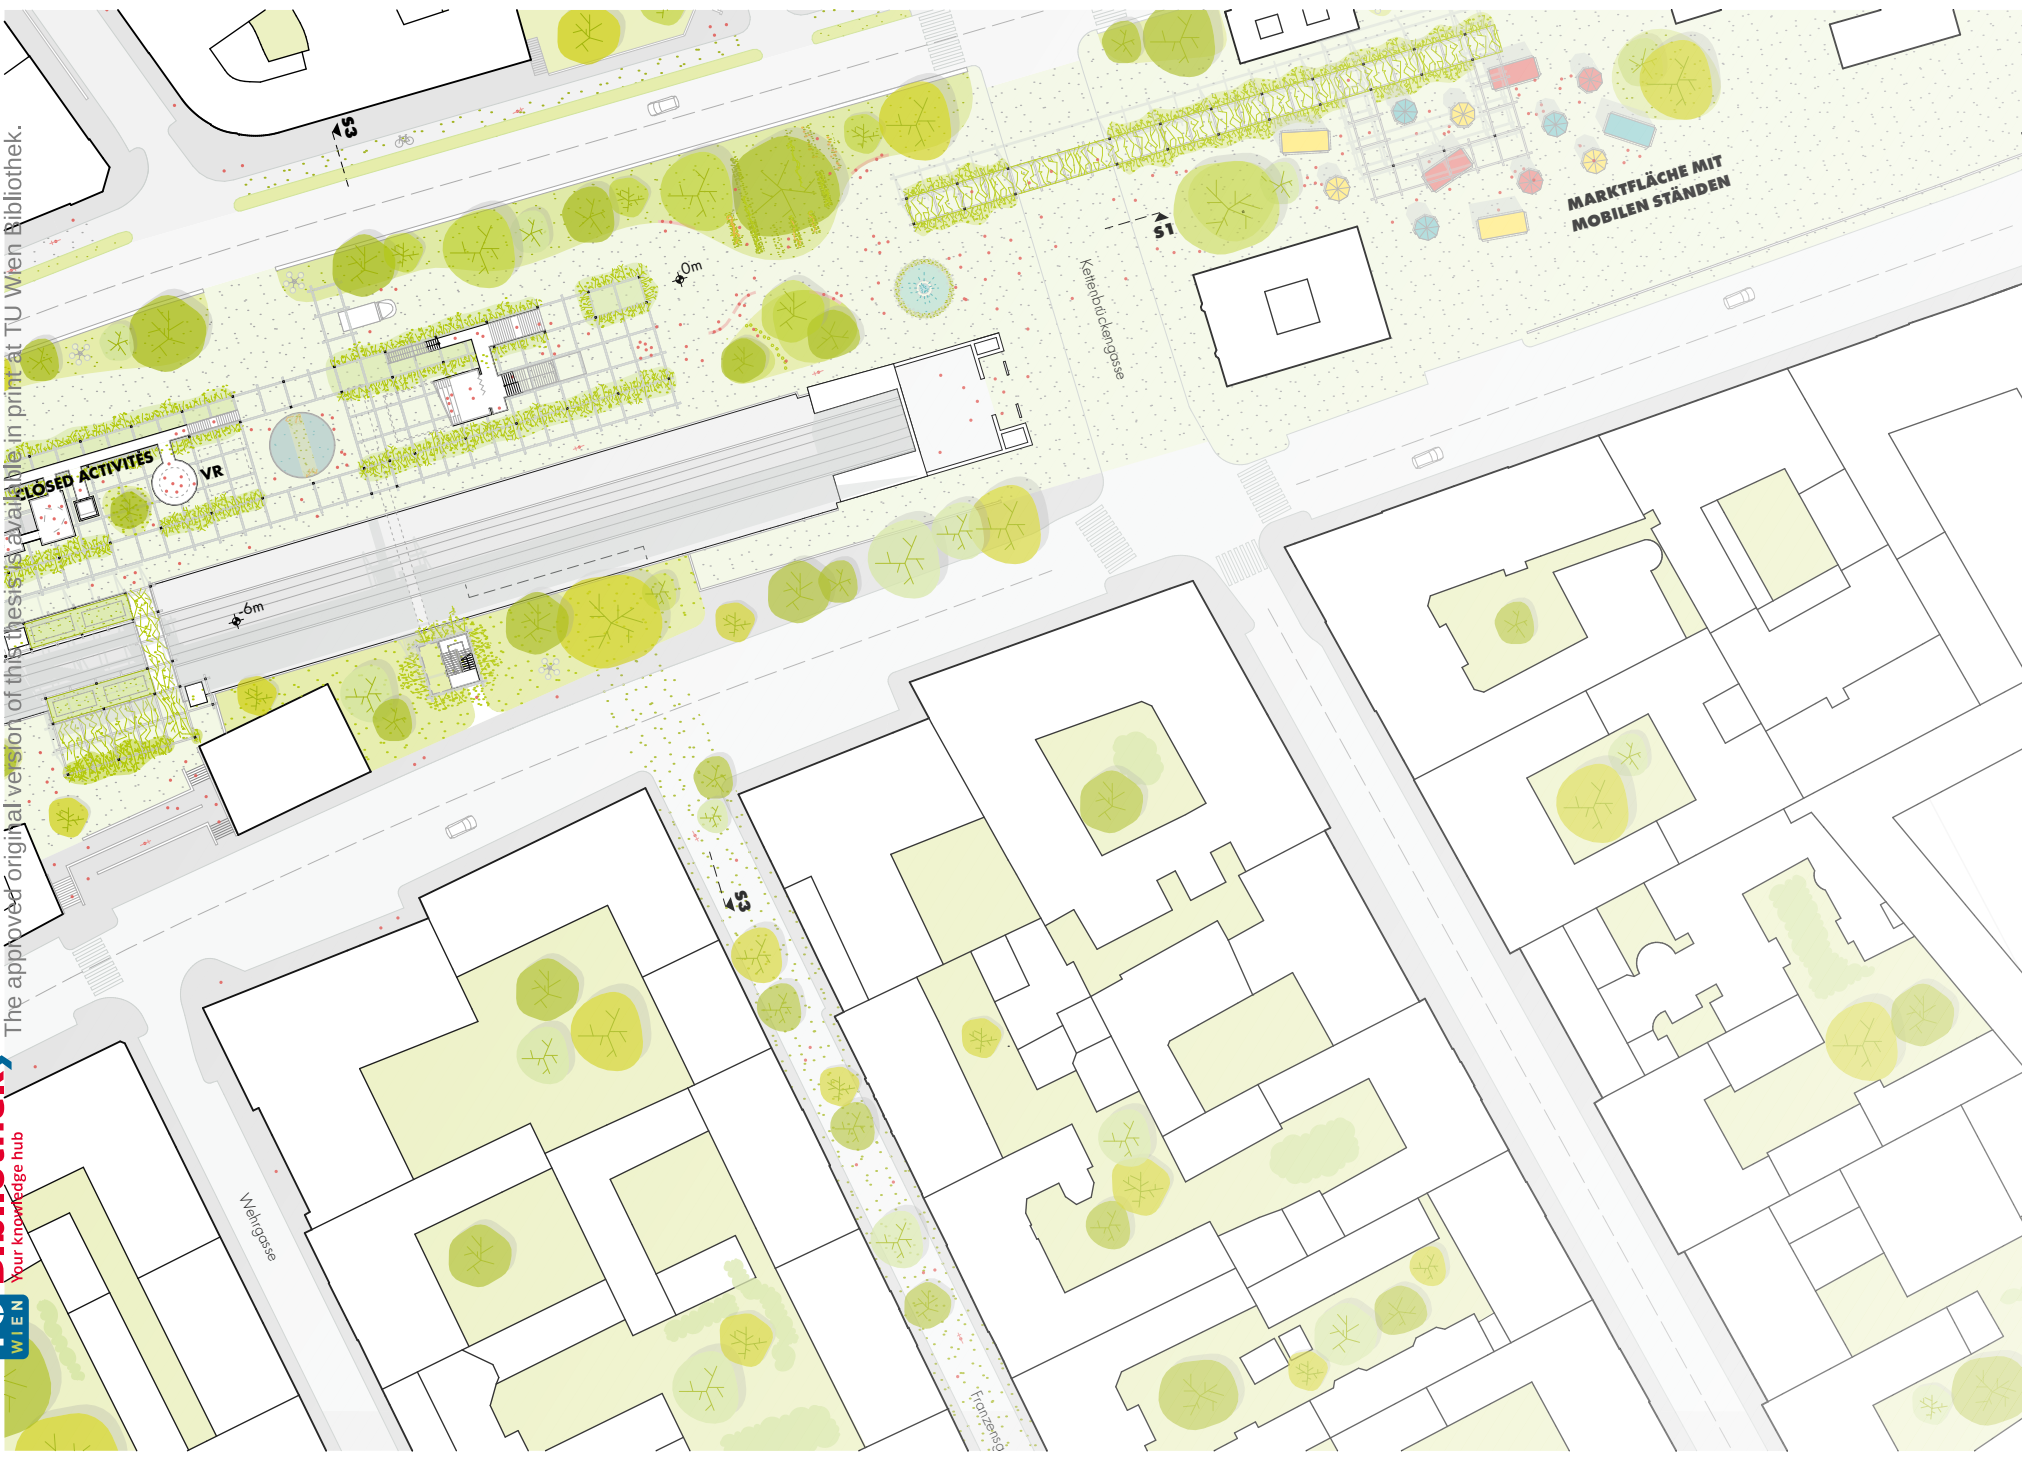 S3
MARKTFLÄCHE MIT
MOBILEN STÄNDEN
S1
0m
Kettenbrückengasse
CLOSED ACTIVITÉS
VR
-6m
S3
Wehrgasse
Franzensg
The approved original version of this thesis is available in print at TU Wien Bibliothek.
Your knowledge hub
WIEN